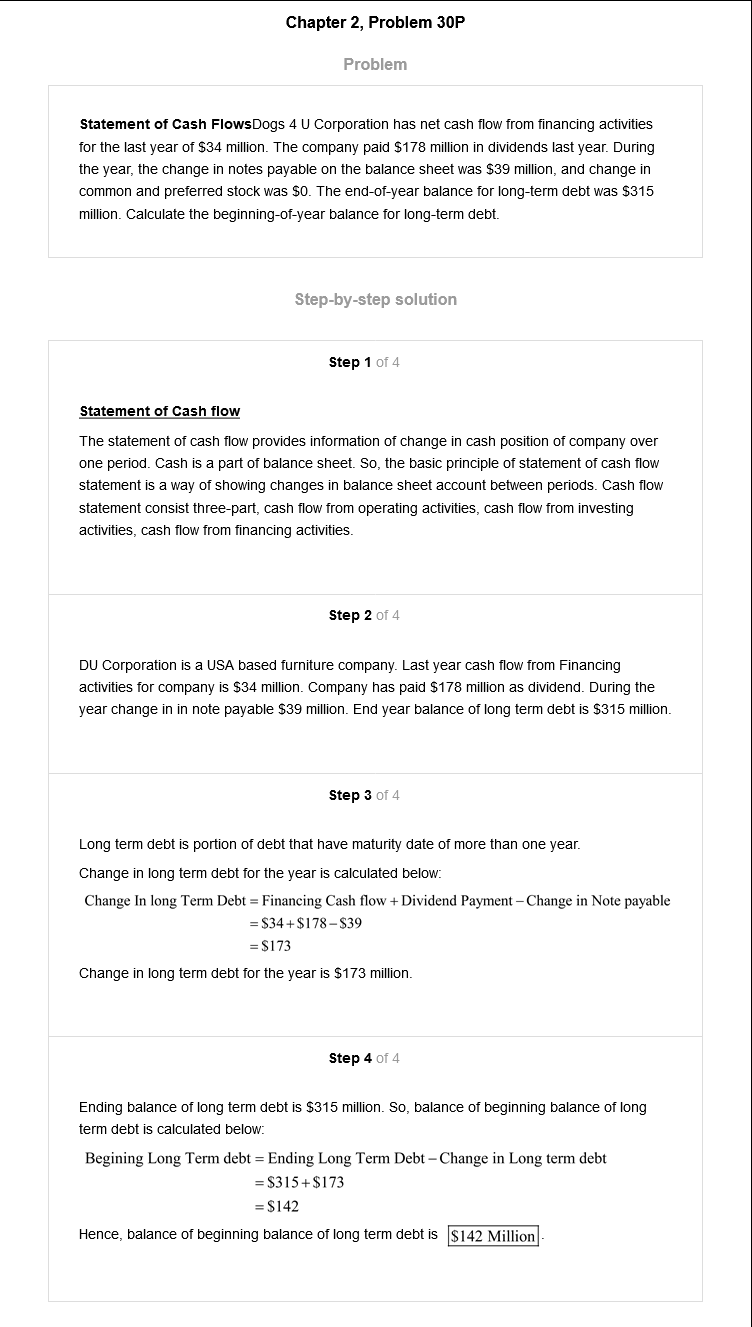 Chapter 2, Problem 30P
Problem
Statement of Cash FlowsDogs 4 U Corporation has net cash flow from financing activities
for the last year of $34 million. The company paid $178 million in dividends last year. During
the year, the change in notes payable on the balance sheet was $39 million, and change in
common and preferred stock was $0. The end-of-year balance for long-term debt was $315
million. Calculate the beginning-of-year balance for long-term debt.
Step-by-step solution
Step 1 of 4
Statement of Cash flow
The statement of cash flow provides information of change in cash position of company over
one period. Cash is a part of balance sheet. So, the basic principle of statement of cash flow
statement is a way of showing changes in balance sheet account between periods. Cash flow
statement consist three-part, cash flow from operating activities, cash flow from investing
activities, cash flow from financing activities.
Step 2 of 4
DU Corporation is a USA based furniture company. Last year cash flow from Financing
activities for company is $34 million. Company has paid $178 million as dividend. During the
year change in in note payable $39 million. End year balance of long term debt is $315 million.
Step 3 of 4
Long term debt is portion of debt that have maturity date of more than one year.
Change in long term debt for the year is calculated below:
Change In long Term Debt = Financing Cash flow + Dividend Payment – Change in Note payable
= $34 + $178 – $39
= $173
Change in long term debt for the year is $173 million.
Step 4 of 4
Ending balance of long term debt is $315 million. So, balance of beginning balance of long
term debt is calculated below:
Begining Long Term debt = Ending Long Term Debt – Change in Long term debt
= $315 + $173
= $142
Hence, balance of beginning balance of long term debt is $142 Million.